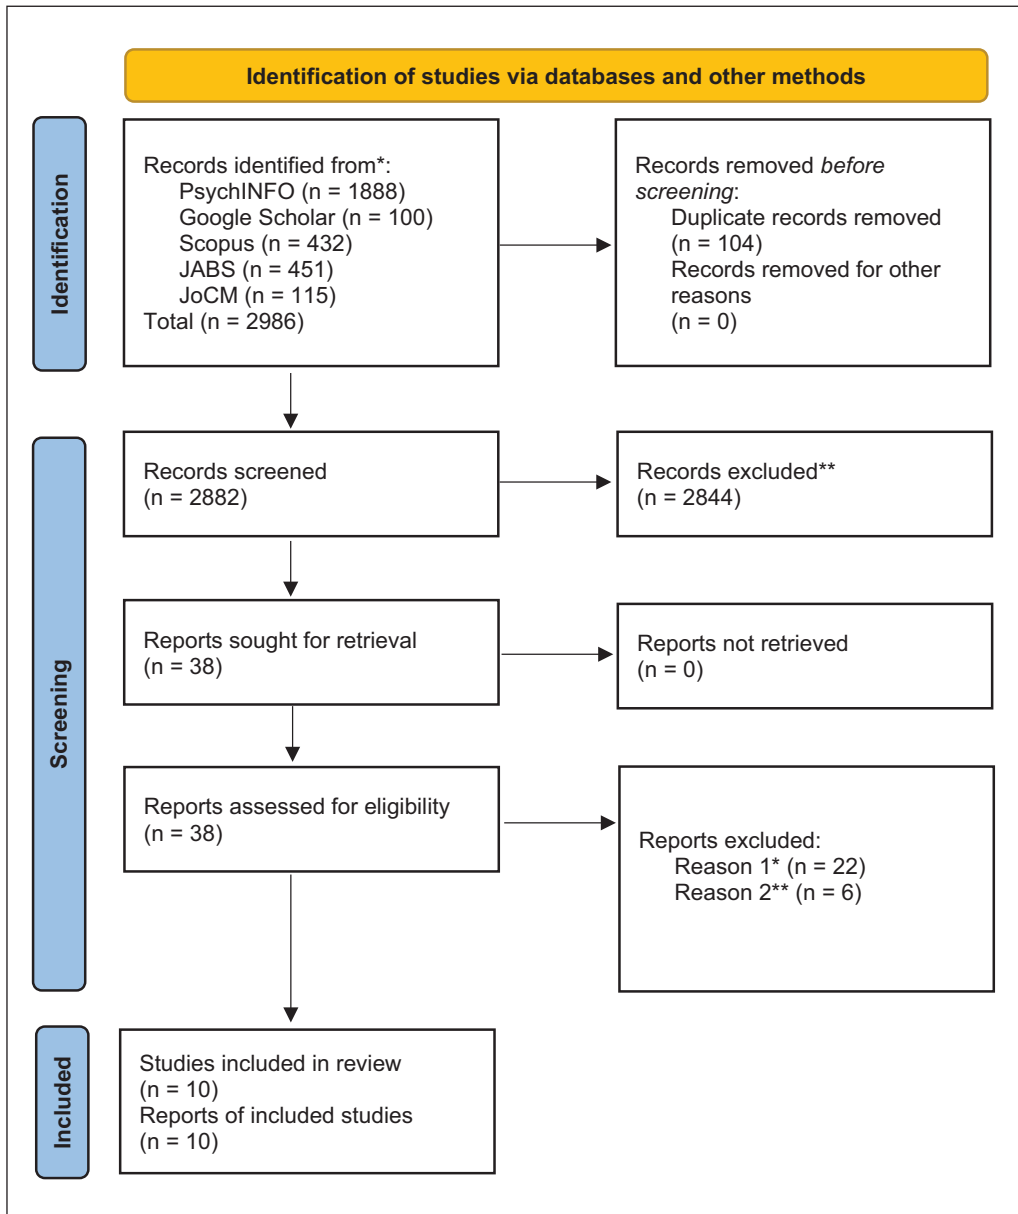 Identification of studies via databases and other methods
Identification
Records identified from*:
PsychINFO (n = 1888)
Google Scholar (n = 100)
Scopus (n = 432)
JABS (n = 451)
JoCM (n = 115)
Total (n = 2986)
Records removed before
screening:
Duplicate records removed
(n = 104)
Records removed for other
reasons
(n = 0)
Screening
Records screened
(n = 2882)
Records excluded**
(n = 2844)
Reports sought for retrieval
(n = 38)
Reports not retrieved
(n = 0)
Reports assessed for eligibility
(n = 38)
Reports excluded:
Reason 1* (n = 22)
Reason 2** (n = 6)
Included
Studies included in review
(n = 10)
Reports of included studies
(n = 10)